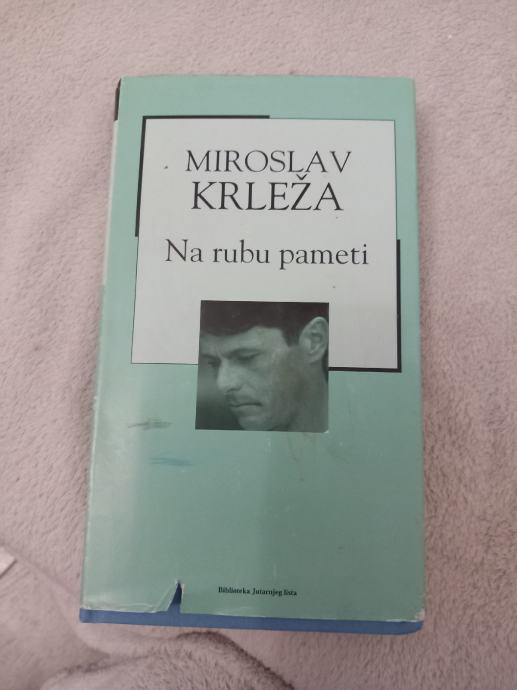 MIROSLAV
KRLEŽA
Na rubu pameti
Biblioteka Jutarnjeg lista